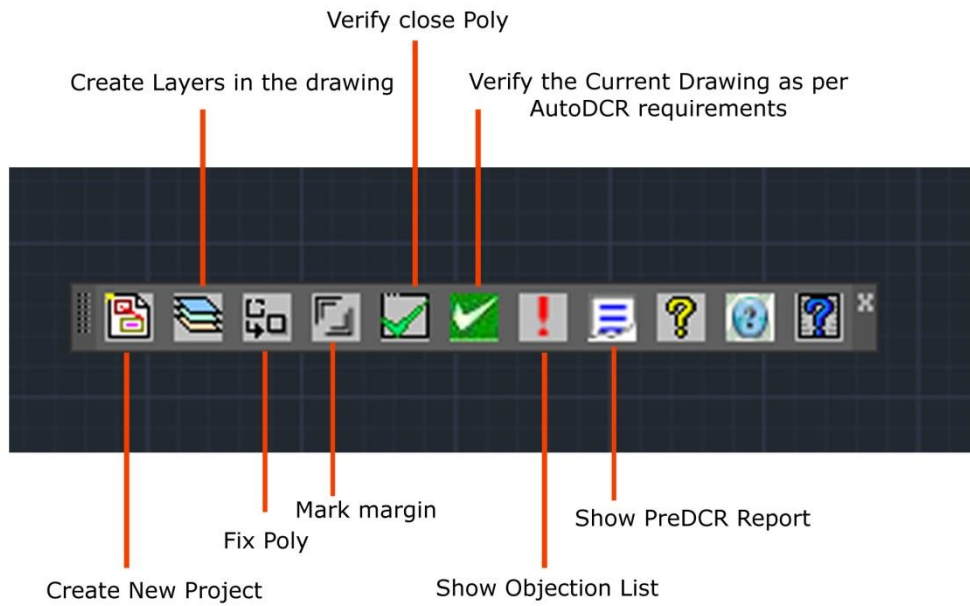 Verify close Poly
Create Layers in the drawing
Verify the Current Drawing as per
AutoDCR requirements
Mark margin
Show PreDCR Report
Fix Poly
Create New Project
Show Objection List